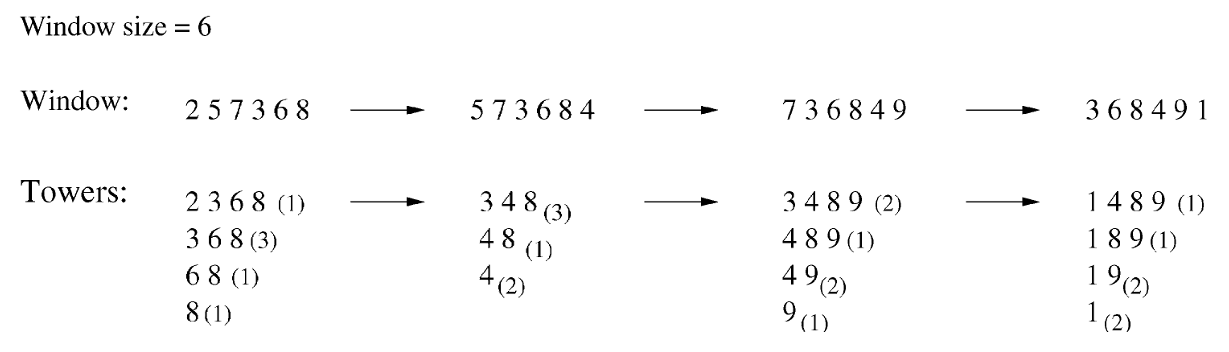 Window size = 6
Window: 2 5 7 3 6 8 → 5 7 3 6 8 4 → 7 3 6 8 4 9 → 3 6 8 4 9 1
Towers: 2 3 6 8 (1) → 3 4 8 (3) → 3 4 8 9 (2) → 1 4 8 9 (1)
3 6 8 (3) 4 8 (1) 4 8 9 (1) 1 8 9 (1)
6 8 (1) 4 (2) 4 9 (2) 1 9 (2)
8 (1) 9 (1) 1 (2)